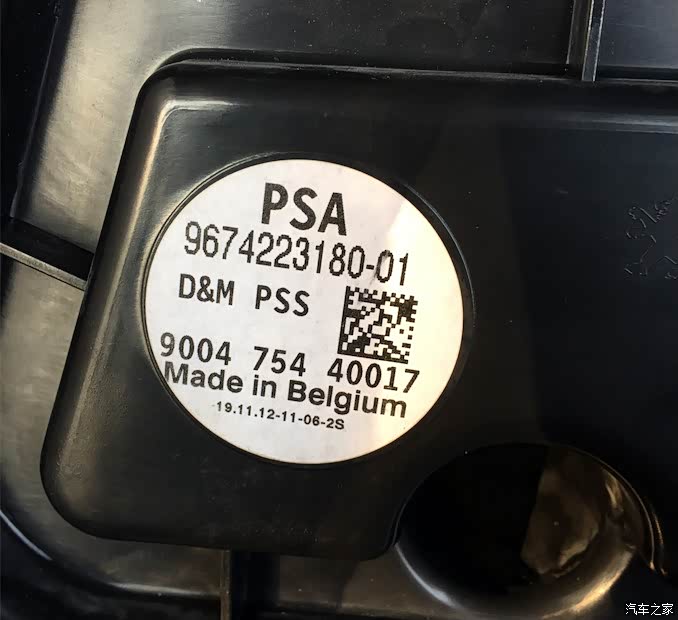 PSA
9674223180-01
D&M PSS
9004 754 40017
Made in Belgium
19.11.12-11-06-2S
汽车之家